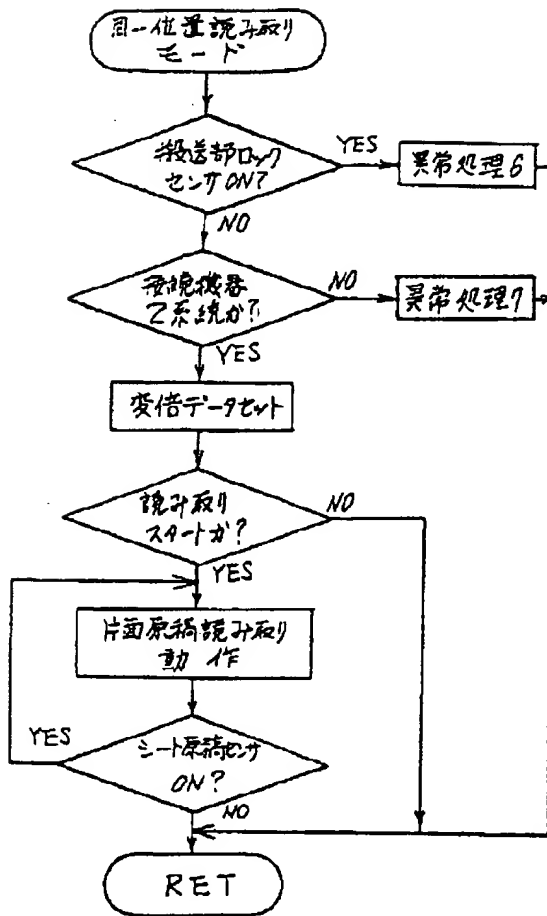 同一位置読み取り
モード
搬送部ロック
センサON?
YES
異常処理6
NO
接続機器
2系統か?
NO
異常処理7
YES
変倍データセット
読み取り
スタートか?
NO
YES
片面原稿読み取り
動作
YES
シート原稿センサ
ON?
NO
RET